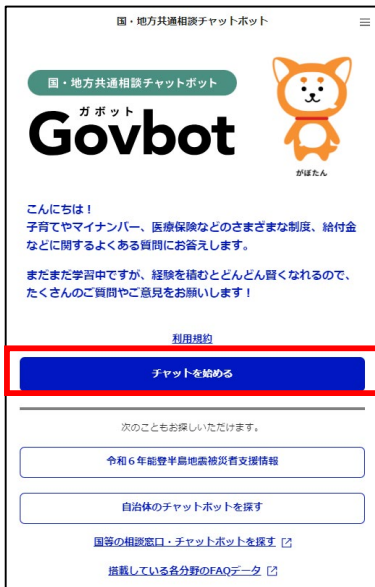 国・地方共通相談チャットボット
国・地方共通相談チャットボット
ガボット
Govbot
がぼたん
こんにちは！
子育てやマイナンバー、医療保険などのさまざまな制度、給付金
などに関するよくある質問にお答えします。
まだまだ学習中ですが、経験を積むとどんどん賢くなれるので、
たくさんのご質問やご意見をお願いします！
利用規約
チャットを始める
次のこともお探しいただけます。
令和６年能登半島地震被災者支援情報
自治体のチャットボットを探す
国等の相談窓口・チャットボットを探す
搭載している各分野のFAQデータ